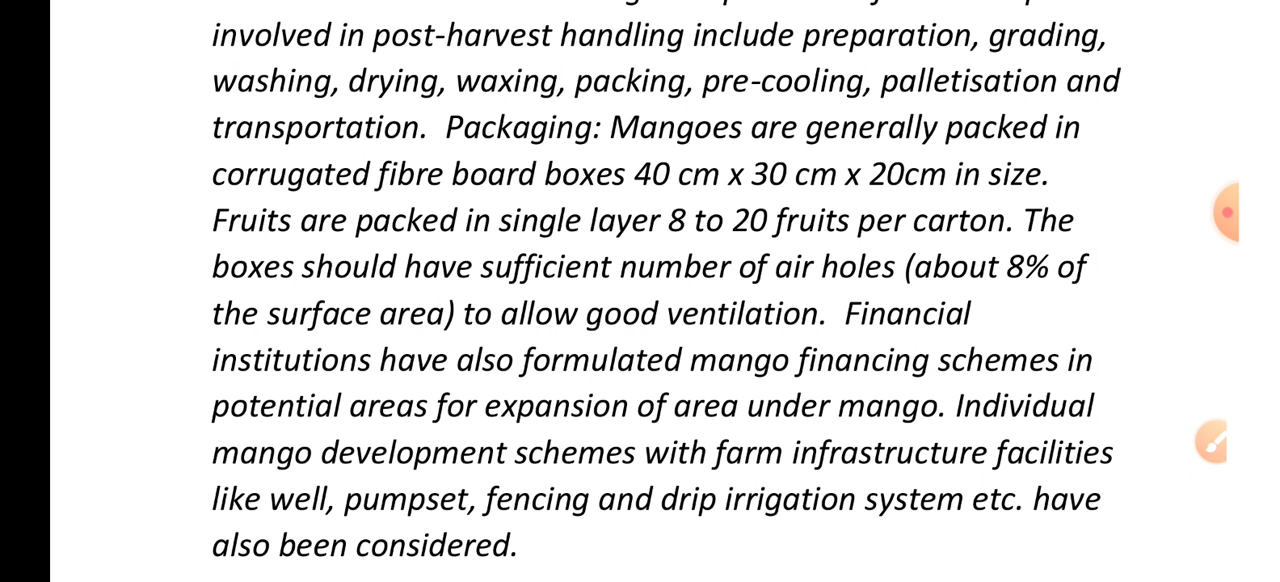 involved in post-harvest handling include preparation, grading,
washing, drying, waxing, packing, pre-cooling, palletisation and
transportation.  Packaging: Mangoes are generally packed in
corrugated fibre board boxes 40 cm x 30 cm x 20cm in size.
Fruits are packed in single layer 8 to 20 fruits per carton. The
boxes should have sufficient number of air holes (about 8% of
the surface area) to allow good ventilation.  Financial
institutions have also formulated mango financing schemes in
potential areas for expansion of area under mango. Individual
mango development schemes with farm infrastructure facilities
like well, pumpset, fencing and drip irrigation system etc. have
also been considered.